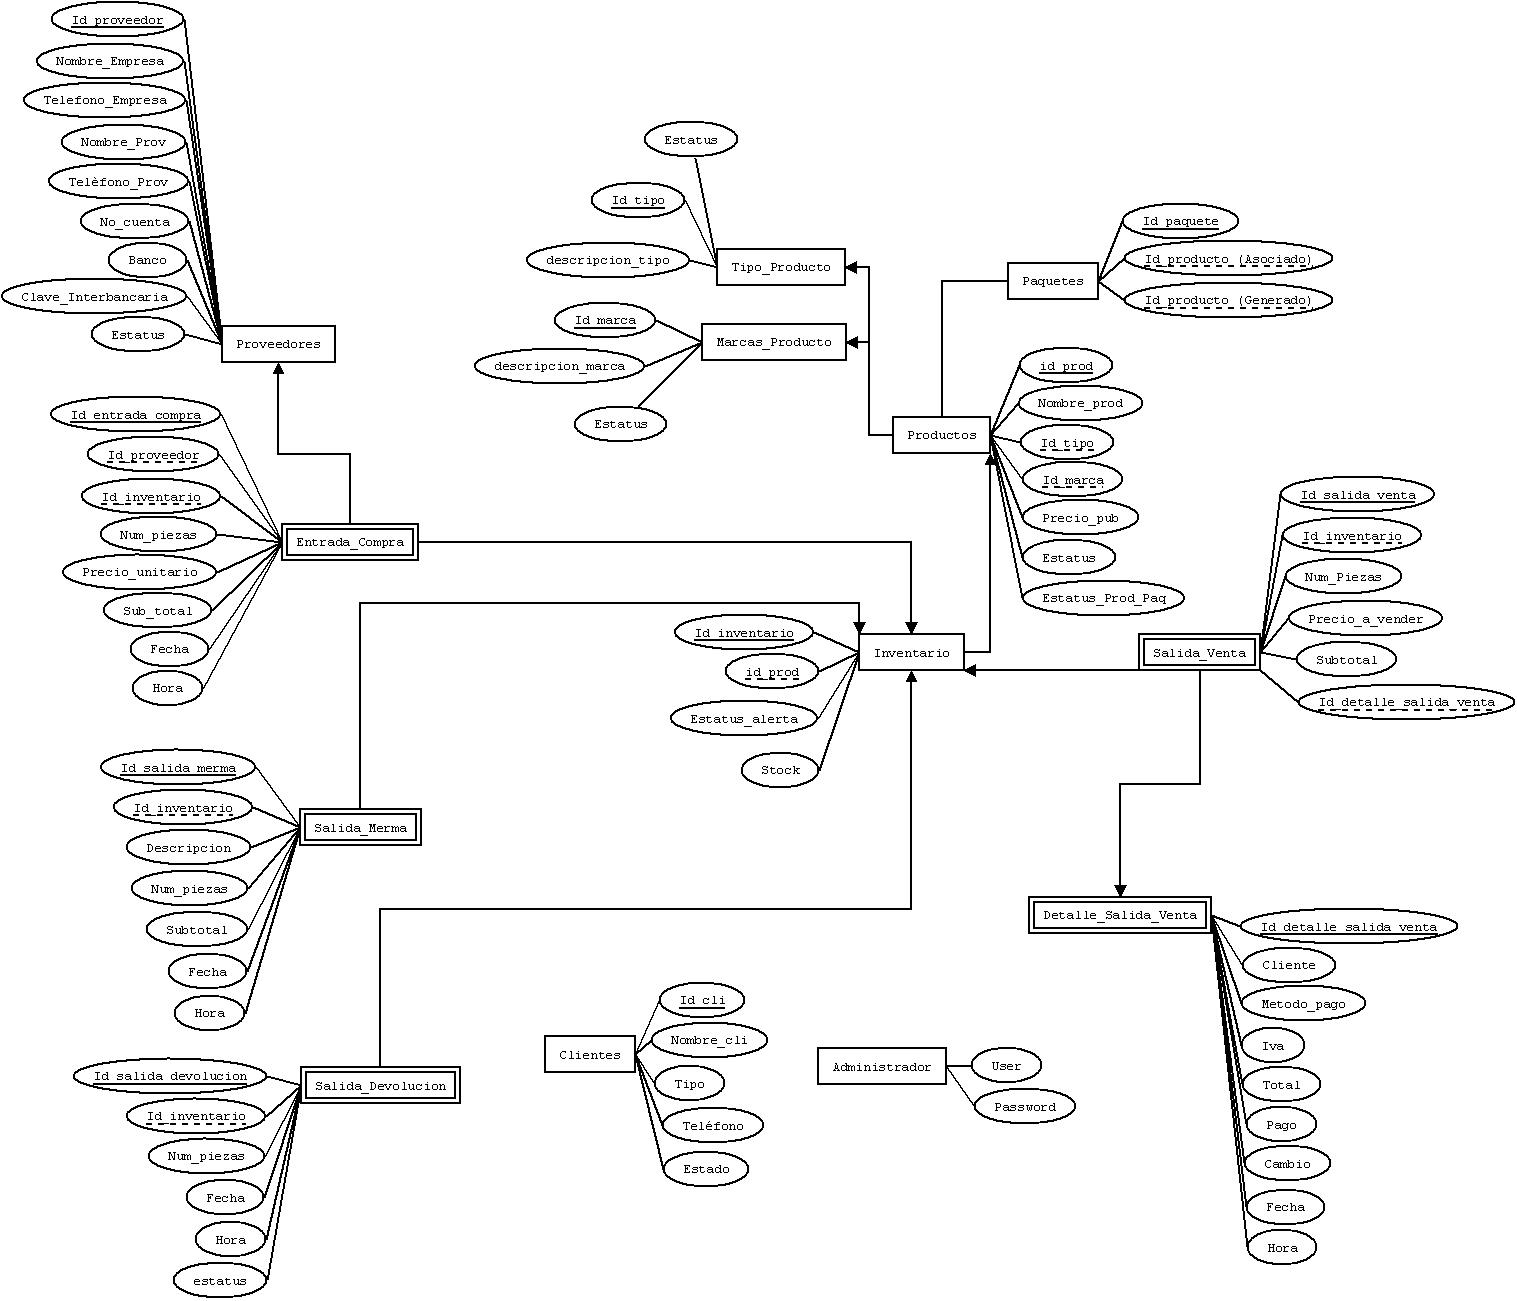 Id_proveedor
Nombre_Empresa
Telefono_Empresa
Nombre_Prov
Telèfono_Prov
No_cuenta
Banco
Clave_Interbancaria
Estatus
Proveedores
Estatus
Id_tipo
descripcion_tipo
Tipo_Producto
Id_marca
descripcion_marca
Estatus
Marcas_Producto
Id_paquete
Id_producto (Asociado)
Id_producto (Generado)
Paquetes
id_prod
Nombre_prod
Id_tipo
Id_marca
Precio_pub
Estatus
Estatus_Prod_Paq
Productos
Id_entrada_compra
Id_proveedor
Id_inventario
Num_piezas
Precio_unitario
Sub_total
Fecha
Hora
Entrada_Compra
Id_inventario
id_prod
Estatus_alerta
Stock
Inventario
Id_salida_venta
Id_inventario
Num_Piezas
Precio_a_vender
Subtotal
Id_detalle_salida_venta
Salida_Venta
Id_salida_merma
Id_inventario
Descripcion
Num_piezas
Subtotal
Fecha
Hora
Salida_Merma
Id_salida_devolucion
Id_inventario
Num_piezas
Fecha
Hora
estatus
Salida_Devolucion
Id_cli
Nombre_cli
Tipo
Teléfono
Estado
Clientes
Administrador
User
Password
Detalle_Salida_Venta
Id_detalle_salida_venta
Cliente
Metodo_pago
Iva
Total
Pago
Cambio
Fecha
Hora